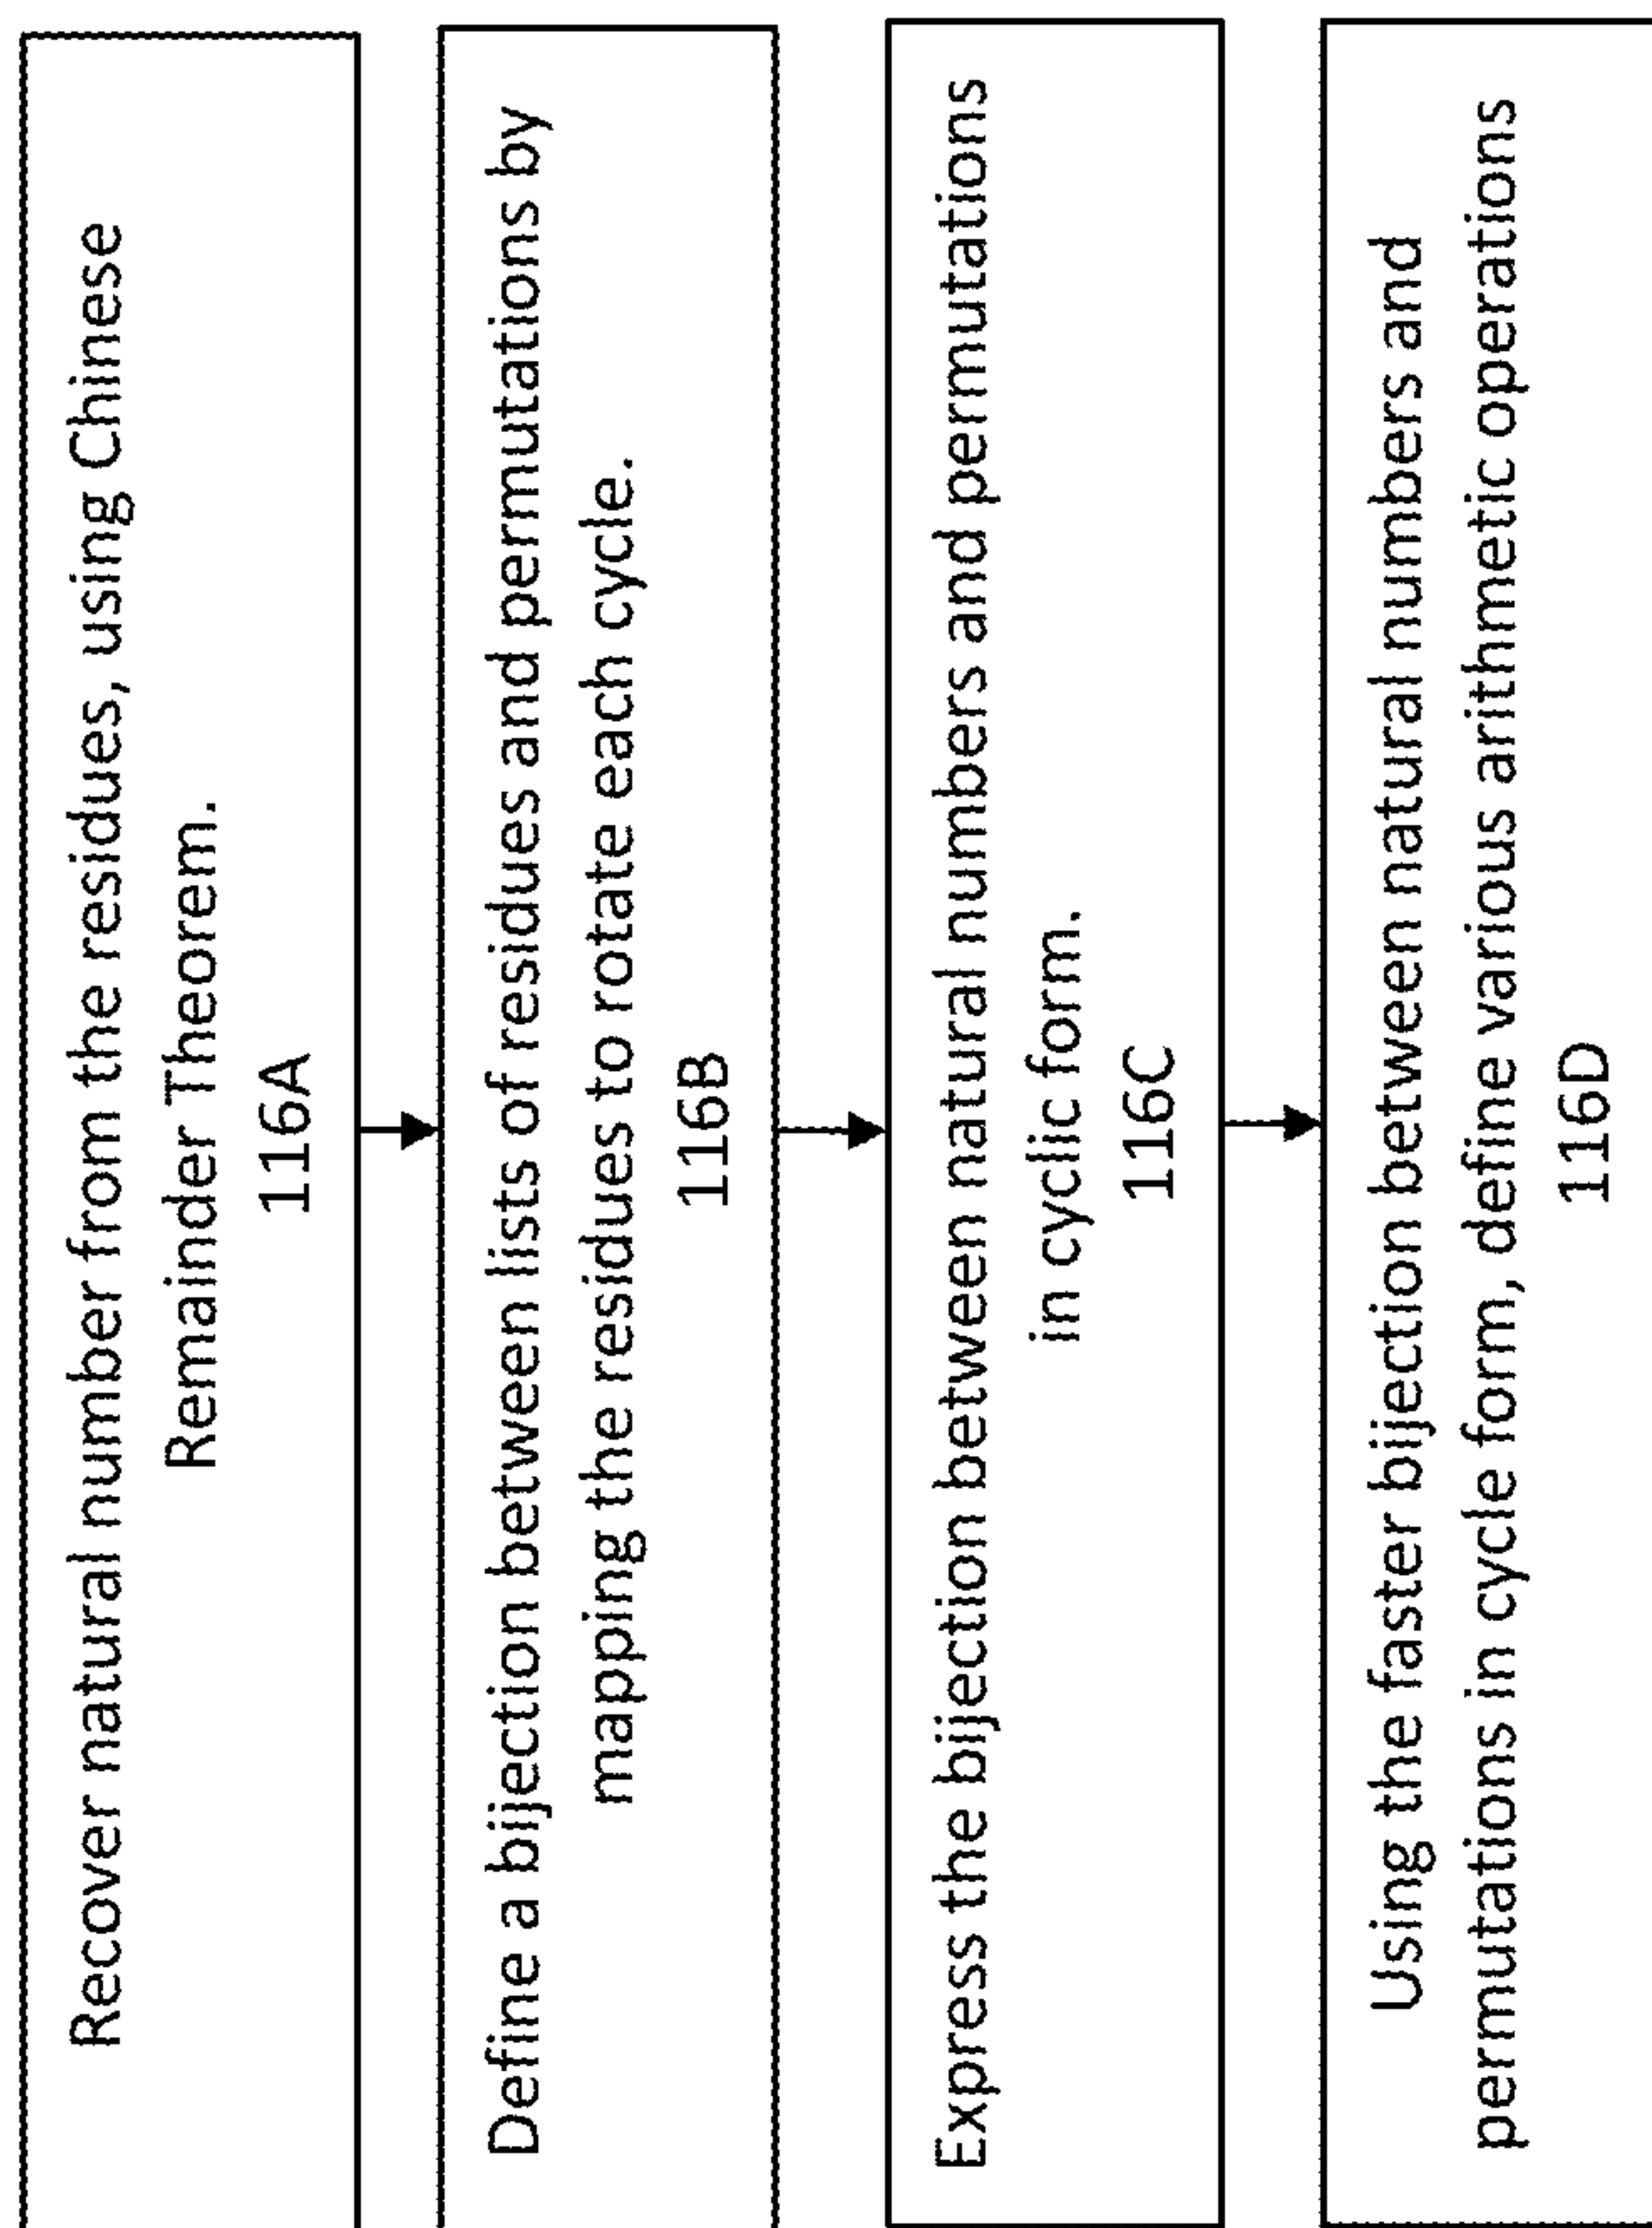 Recover natural number from the residues, using Chinese
Remainder Theorem.
116A
Define a bijection between lists of residues and permutations by
mapping the residues to rotate each cycle.
116B
Express the bijection between natural numbers and permutations
in cyclic form.
116C
Using the faster bijection between natural numbers and
permutations in cycle form, define various arithmetic operations
116D